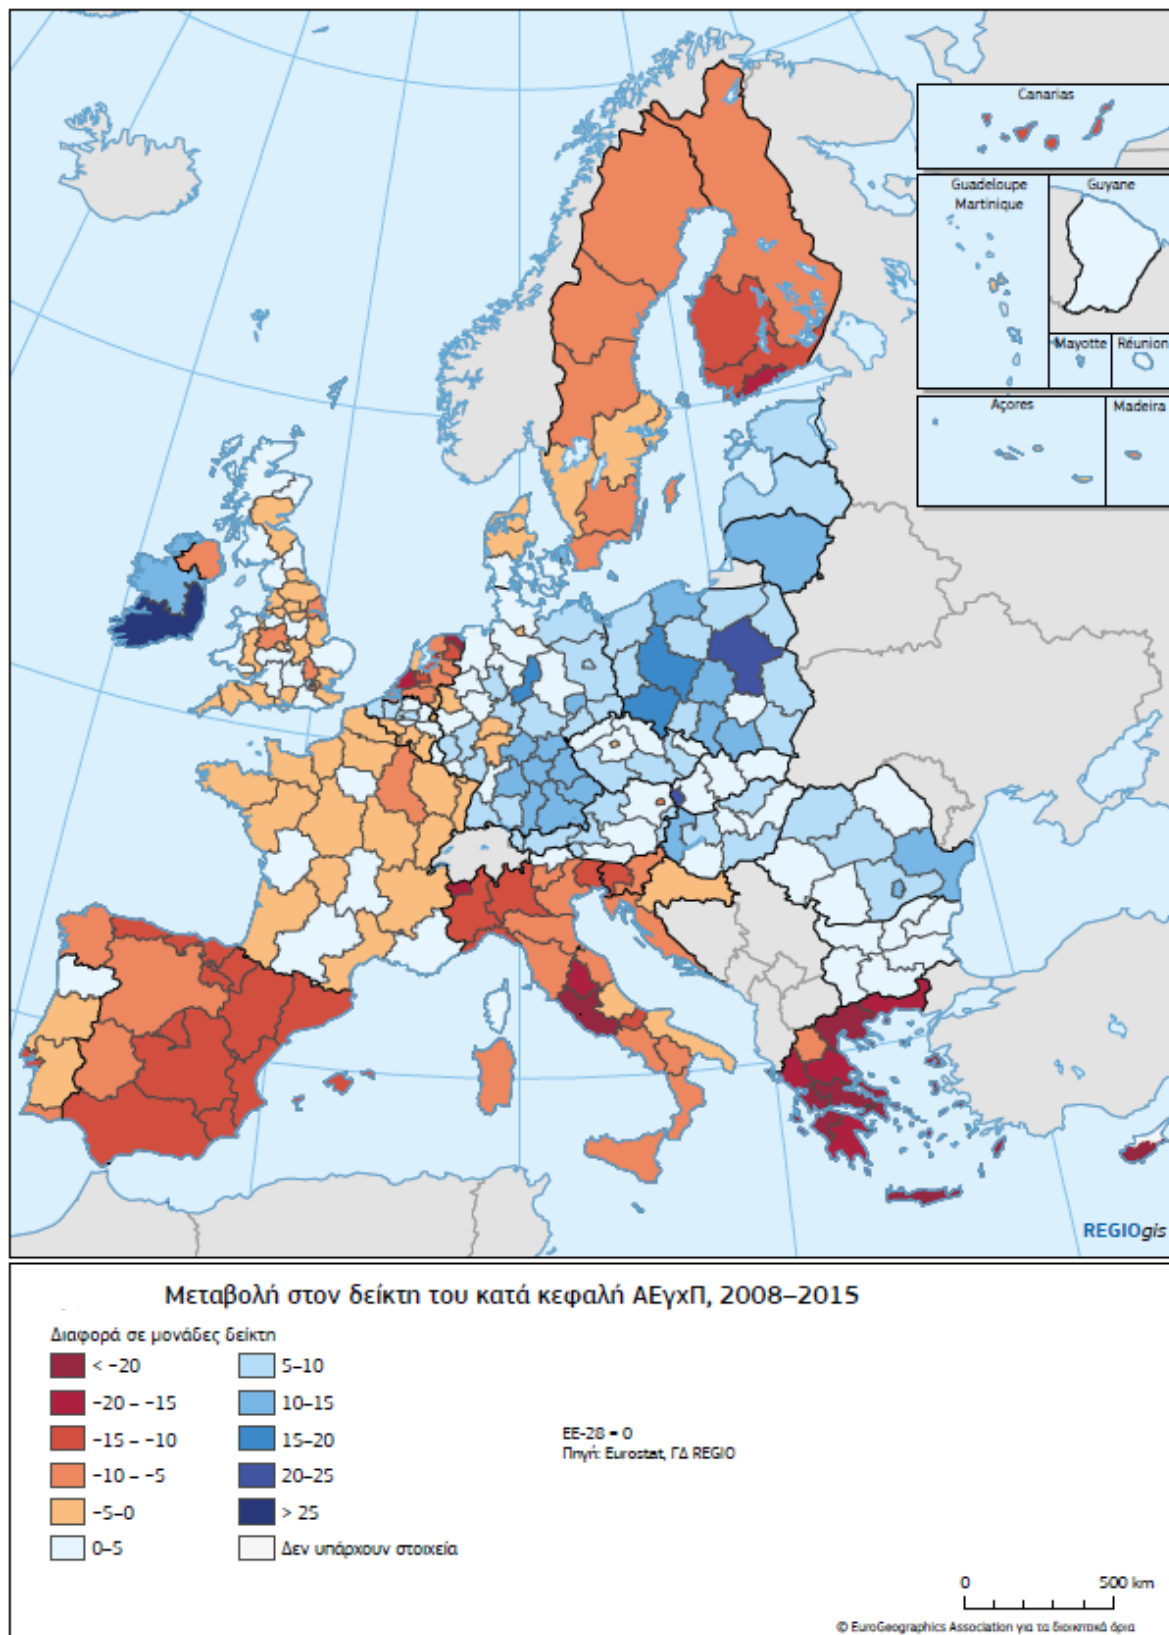 Canarias
Guadeloupe
Martinique
Guyane
Mayotte
Réunion
Açores
Madeira
REGIOgis
Μεταβολή στον δείκτη του κατά κεφαλή ΑΕγχΠ, 2008–2015
Διαφορά σε μονάδες δείκτη
< −20
−20 – −15
−15 – −10
−10 – −5
−5–0
0–5
5–10
10–15
15–20
20–25
> 25
Δεν υπάρχουν στοιχεία
ΕΕ-28 = 0
Πηγή: Eurostat, ΓΔ REGIO
0 500 km
© EuroGeographics Association για τα διοικητικά όρια